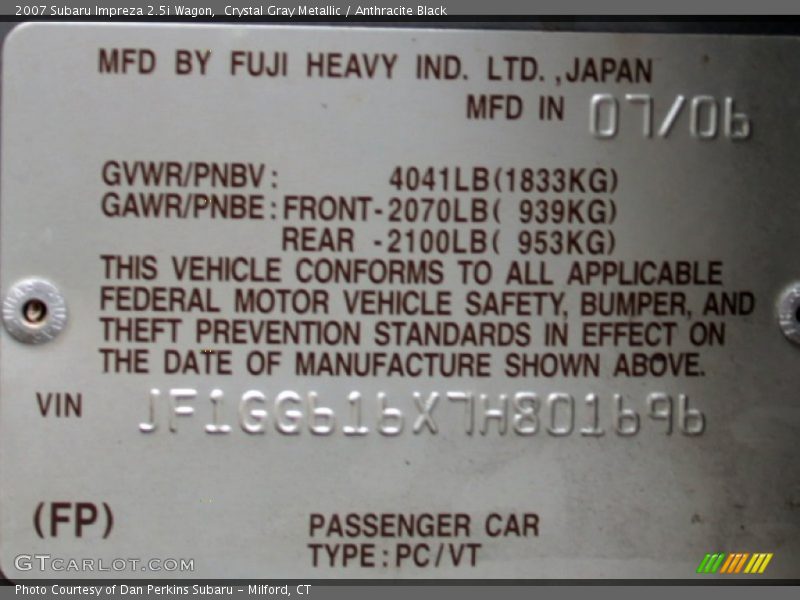 2007 Subaru Impreza 2.5i Wagon, Crystal Gray Metallic / Anthracite Black
MFD BY FUJI HEAVY IND. LTD.,JAPAN
MFD IN 07/06
GVWR/PNBV: 4041LB(1833KG)
GAWR/PNBE:FRONT-2070LB( 939KG)
REAR -2100LB( 953KG)
THIS VEHICLE CONFORMS TO ALL APPLICABLE
FEDERAL MOTOR VEHICLE SAFETY, BUMPER, AND
THEFT PREVENTION STANDARDS IN EFFECT ON
THE DATE OF MANUFACTURE SHOWN ABOVE.
VIN JF1GG616X7H801696
(FP) PASSENGER CAR
TYPE:PC/VT
GTCARLOT.COM
Photo Courtesy of Dan Perkins Subaru - Milford, CT